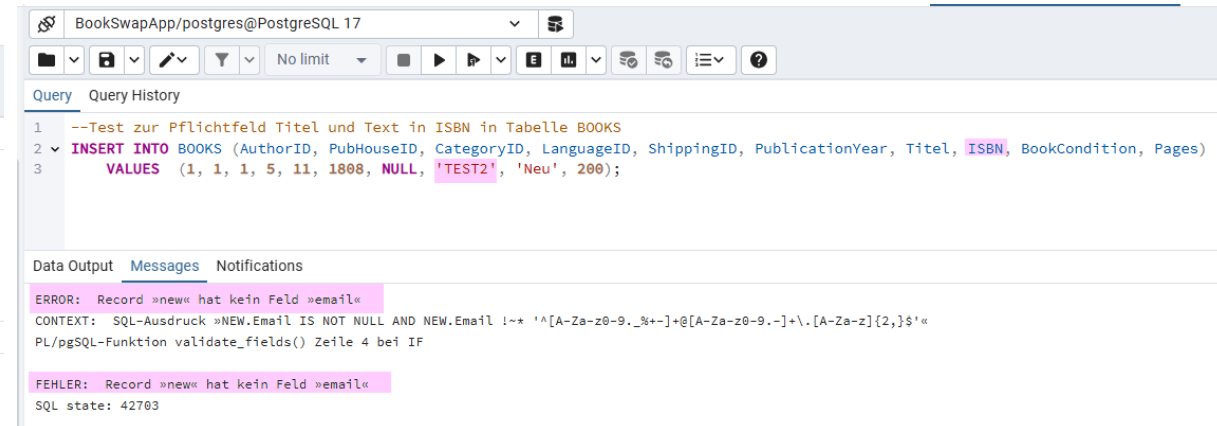 BookSwapApp/postgres@PostgreSQL 17
No limit
E
?
Query Query History
1 --Test zur Pflichtfeld Titel und Text in ISBN in Tabelle BOOKS
2 INSERT INTO BOOKS (AuthorID, PubHouseID, CategoryID, LanguageID, ShippingID, PublicationYear, Titel, ISBN, BookCondition, Pages)
3 VALUES (1, 1, 1, 5, 11, 1808, NULL, 'TEST2', 'Neu', 200);
Data Output Messages Notifications
ERROR: Record »new« hat kein Feld »email«
CONTEXT: SQL-Ausdruck »NEW.Email IS NOT NULL AND NEW.Email !~* '^[A-Za-z0-9._%+-]+@[A-Za-z0-9.-]+\.[A-Za-z]{2,}$'«
PL/pgSQL-Funktion validate_fields() Zeile 4 bei IF
FEHLER: Record »new« hat kein Feld »email«
SQL state: 42703